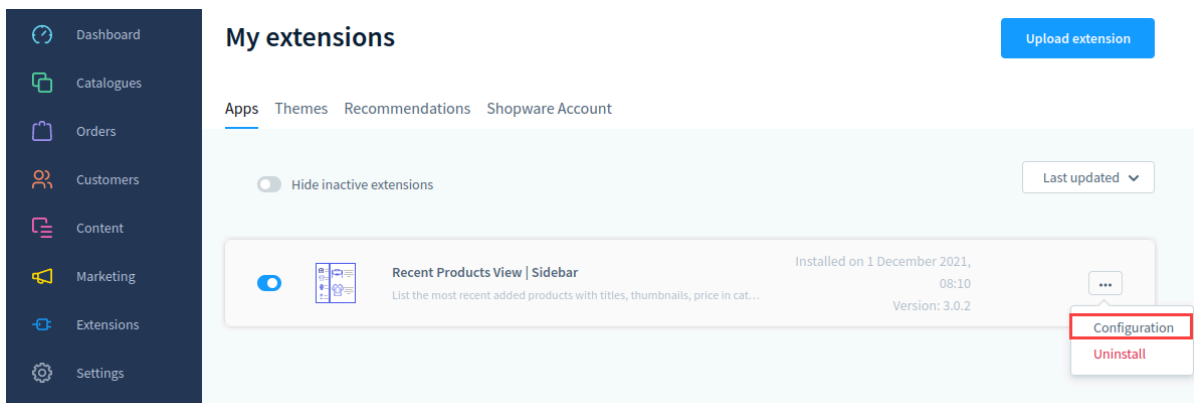 Dashboard
Catalogues
Orders
Customers
Content
Marketing
Extensions
Settings
My extensions
Upload extension
Apps Themes Recommendations Shopware Account
Hide inactive extensions
Last updated
Recent Products View | Sidebar
List the most recent added products with titles, thumbnails, price in cat...
Installed on 1 December 2021,
08:10
Version: 3.0.2
Configuration
Uninstall